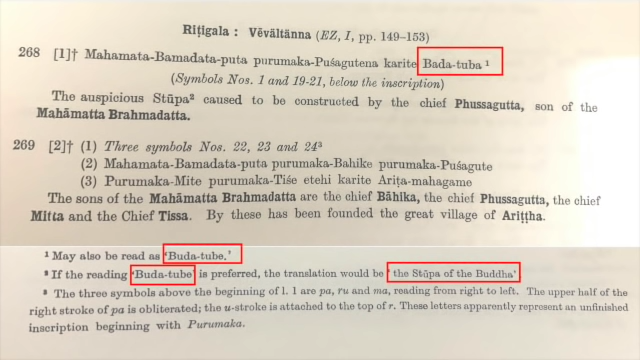 Riṭigala : Vēvältänna (EZ, I, pp. 149–153)
268 [1]† Mahamata-Bamadata-puta purumaka-Puśagutena karite Bada-tuba ¹
(Symbols Nos. 1 and 19-21, below the inscription)
The auspicious Stūpa² caused to be constructed by the chief Phussagutta, son of the
Mahāmatta Brahmadatta.
269 [2]† (1) Three symbols Nos. 22, 23 and 24³
(2) Mahamata-Bamadata-puta purumaka-Bahike purumaka-Puśagute
(3) Purumaka-Mite purumaka-Tiśe etehi karite Ariṭa-mahagame
The sons of the Mahāmatta Brahmadatta are the chief Bāhika, the chief Phussagutta, the chief
Mitta and the Chief Tissa. By these has been founded the great village of Ariṭṭha.
¹ May also be read as 'Buda-tube.'
² If the reading 'Buda-tube' is preferred, the translation would be 'the Stūpa of the Buddha'
³ The three symbols above the beginning of l. 1 are pa, ru and ma, reading from right to left. The upper half of the
right stroke of pa is obliterated; the u-stroke is attached to the top of r. These letters apparently represent an unfinished
inscription beginning with Purumaka.